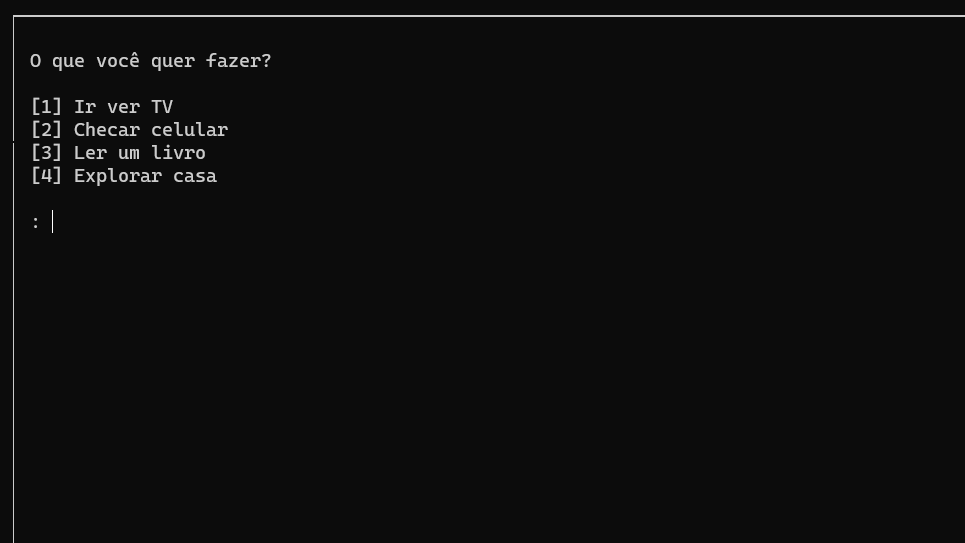 O que você quer fazer?
[1] Ir ver TV
[2] Checar celular
[3] Ler um livro
[4] Explorar casa
: